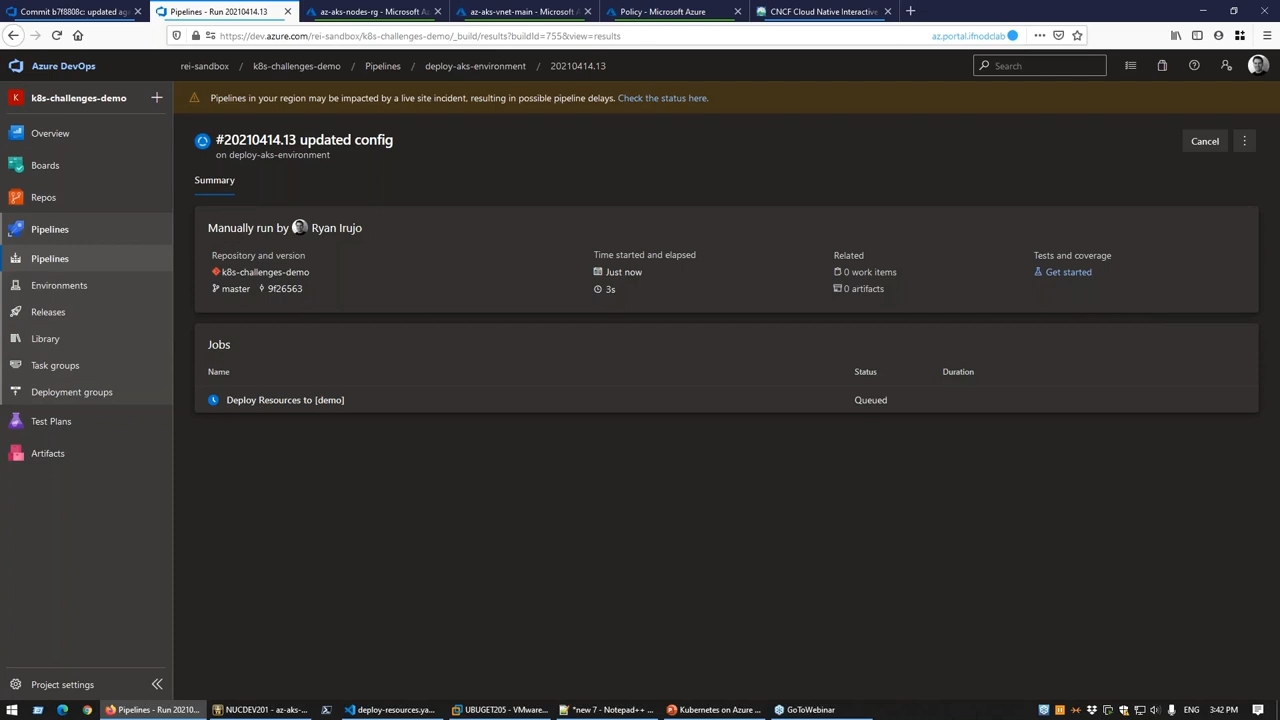 Commit b7f8808c: updated aga
Pipelines - Run 20210414.13
az-aks-nodes-rg - Microsoft Az
az-aks-vnet-main - Microsoft A
Policy - Microsoft Azure
CNCF Cloud Native Interactive
https://dev.azure.com/rei-sandbox/k8s-challenges-demo/_build/results?buildId=755&view=results
az.portal.ifnodclab
Azure DevOps
rei-sandbox / k8s-challenges-demo / Pipelines / deploy-aks-environment / 20210414.13
Search
K k8s-challenges-demo
Pipelines in your region may be impacted by a live site incident, resulting in possible pipeline delays. Check the status here.
Overview
Boards
Repos
Pipelines
Pipelines
Environments
Releases
Library
Task groups
Deployment groups
Test Plans
Artifacts
Project settings
#20210414.13 updated config
on deploy-aks-environment
Cancel
Summary
Manually run by Ryan Irujo
Repository and version
k8s-challenges-demo
master 9f26563
Time started and elapsed
Just now
3s
Related
0 work items
0 artifacts
Tests and coverage
Get started
Jobs
Name Status Duration
Deploy Resources to [demo] Queued
Pipelines - Run 20210...
NUCDEV201 - az-aks-...
deploy-resources.ya...
UBUGET205 - VMware...
*new 7 - Notepad++ ...
Kubernetes on Azure ...
GoToWebinar
ENG
3:42 PM